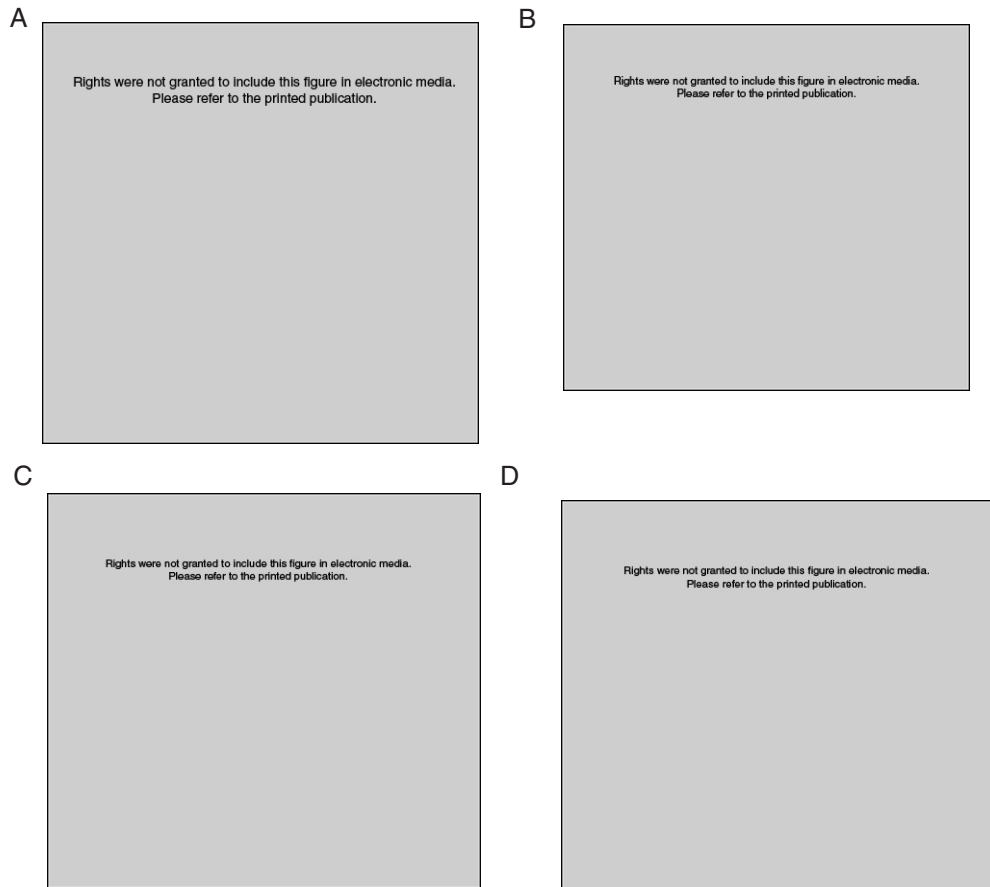 A
Rights were not granted to include this figure in electronic media.
Please refer to the printed publication.
B
Rights were not granted to include this figure in electronic media.
Please refer to the printed publication.
C
Rights were not granted to include this figure in electronic media.
Please refer to the printed publication.
D
Rights were not granted to include this figure in electronic media.
Please refer to the printed publication.